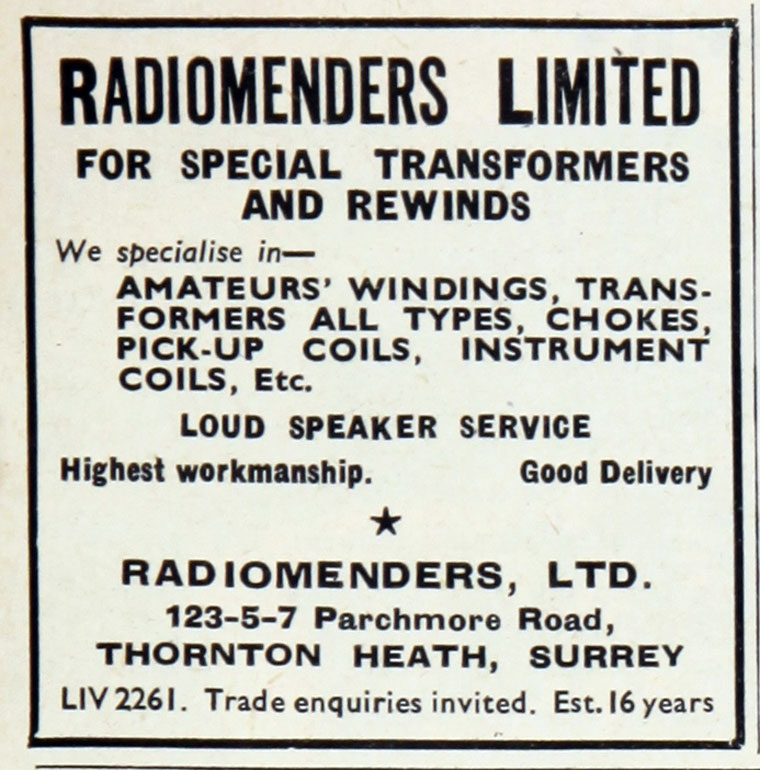 RADIOMENDERS LIMITED
FOR SPECIAL TRANSFORMERS
AND REWINDS
We specialise in—
AMATEURS' WINDINGS, TRANS-
FORMERS ALL TYPES, CHOKES,
PICK-UP COILS, INSTRUMENT
COILS, Etc.
LOUD SPEAKER SERVICE
Highest workmanship. Good Delivery
★
RADIOMENDERS, LTD.
123-5-7 Parchmore Road,
THORNTON HEATH, SURREY
LIV 2261. Trade enquiries invited. Est. 16 years